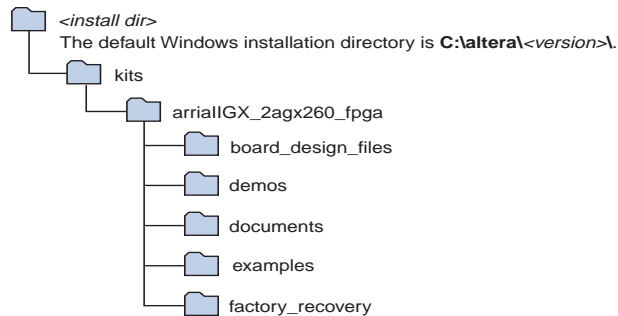 <install dir>
The default Windows installation directory is C:\altera\<version>\.
kits
arriaIIGX_2agx260_fpga
board_design_files
demos
documents
examples
factory_recovery